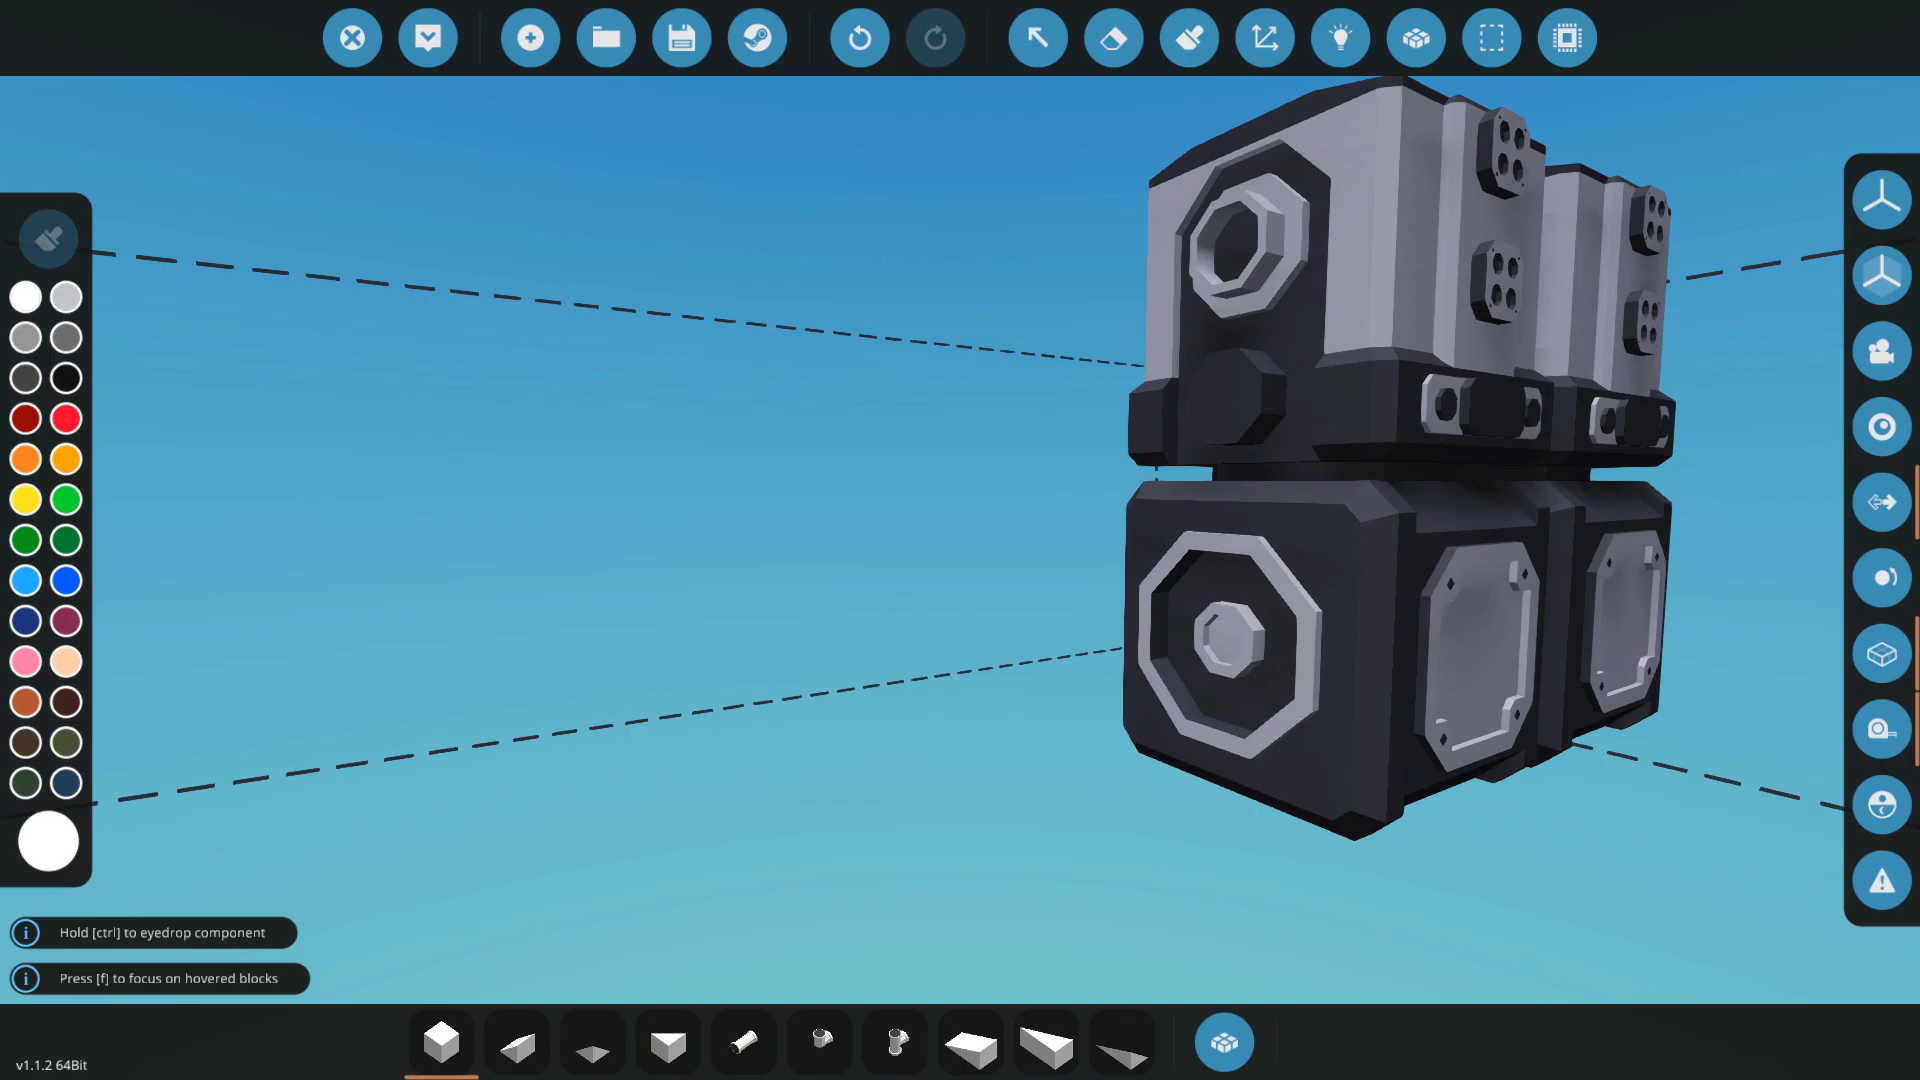 Hold [ctrl] to eyedrop component
Press [f] to focus on hovered blocks
v1.1.2 64Bit